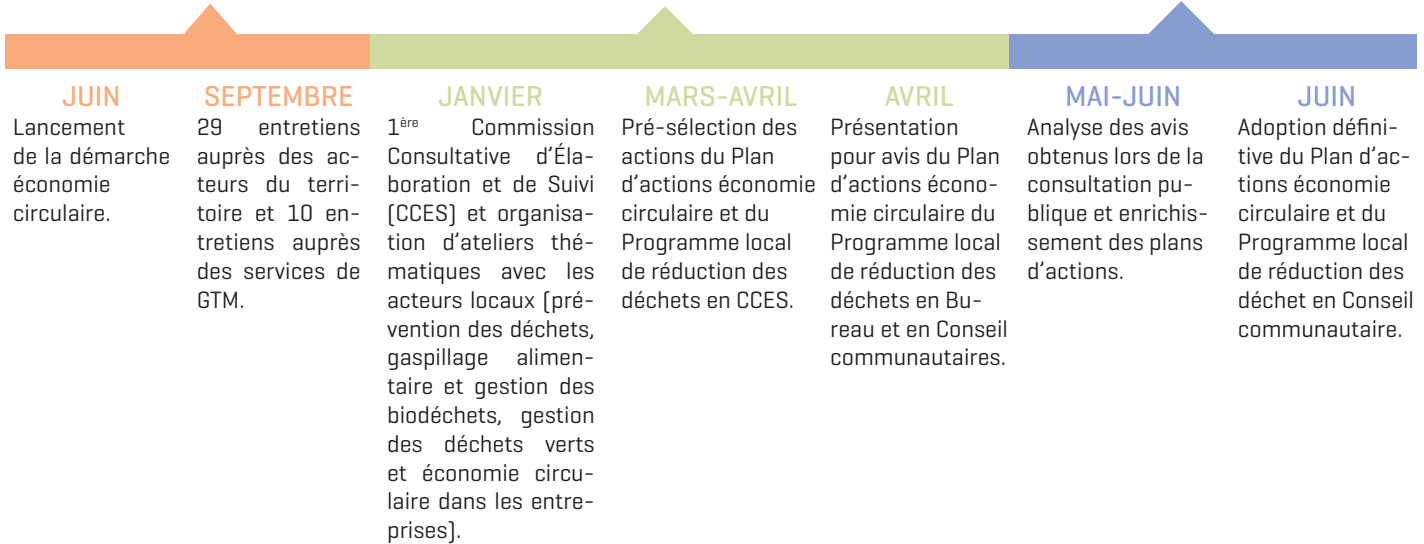 JUIN
Lancement
de la démarche
économie
circulaire.
SEPTEMBRE
29 entretiens
auprès des ac-
teurs du terri-
toire et 10 en-
tretiens auprès
des services de
GTM.
JANVIER
1ère Commission
Consultative d'Éla-
boration et de Suivi
(CCES) et organisa-
tion d'ateliers thé-
matiques avec les
acteurs locaux (pré-
vention des déchets,
gaspillage alimen-
taire et gestion des
biodéchets, gestion
des déchets verts
et économie circu-
laire dans les entre-
prises).
MARS-AVRIL
Pré-sélection des
actions du Plan
d'actions économie
circulaire et du
Programme local
de réduction des
déchets en CCES.
AVRIL
Présentation
pour avis du Plan
d'actions écono-
mie circulaire du
Programme local
de réduction des
déchets en Bu-
reau et en Conseil
communautaires.
MAI-JUIN
Analyse des avis
obtenus lors de la
consultation pu-
blique et enrichis-
sement des plans
d'actions.
JUIN
Adoption défini-
tive du Plan d'ac-
tions économie
circulaire et du
Programme local
de réduction des
déchet en Conseil
communautaire.